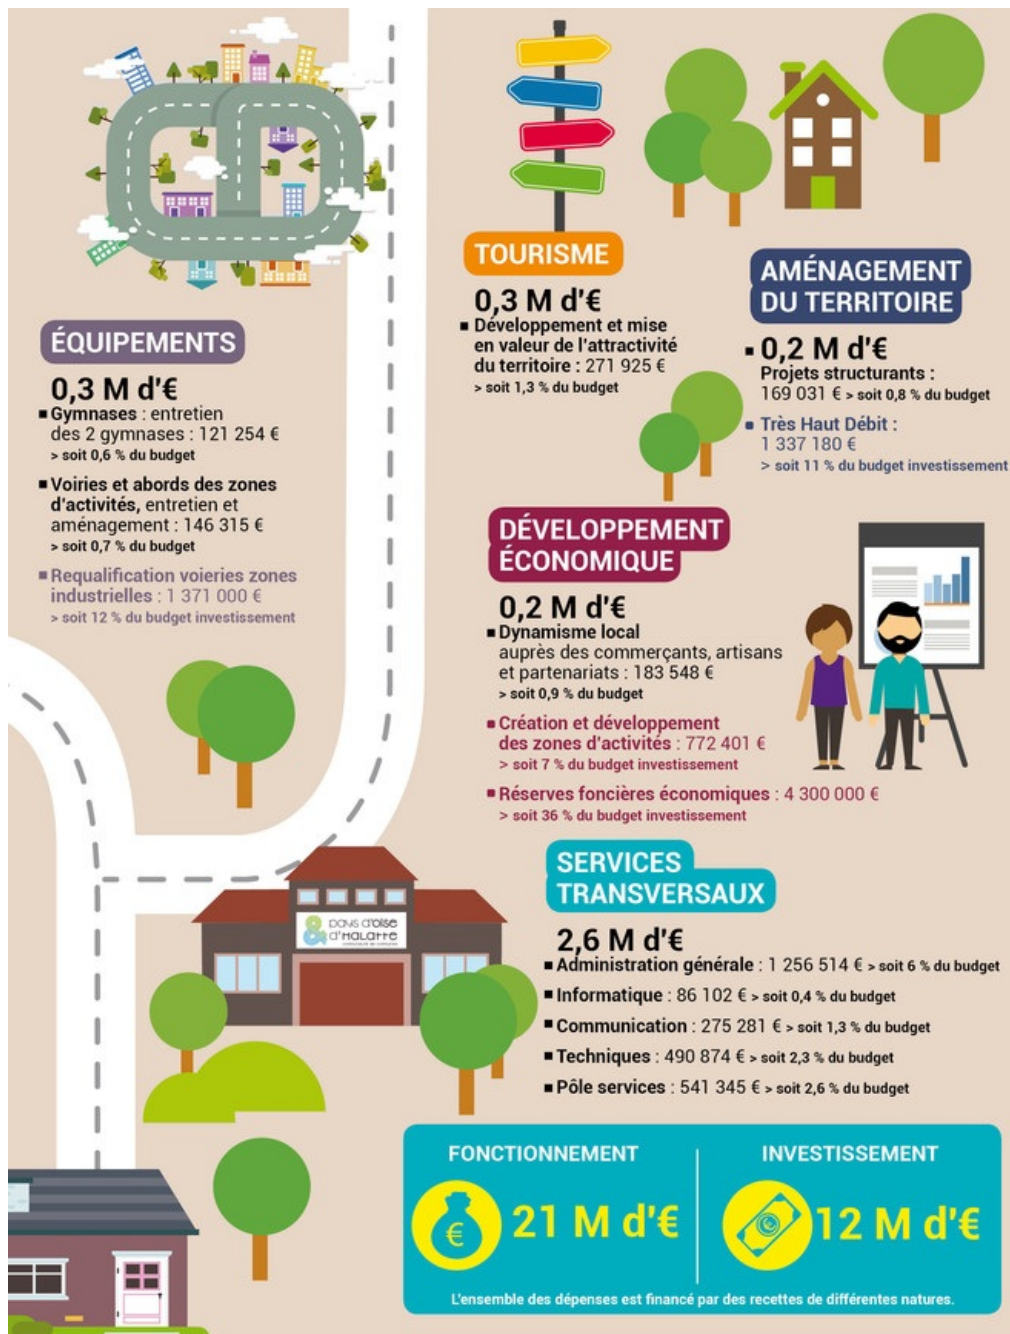 ÉQUIPEMENTS
0,3 M d'€
▪ Gymnases : entretien
des 2 gymnases : 121 254 €
> soit 0,6 % du budget
▪ Voiries et abords des zones
d'activités, entretien et
aménagement : 146 315 €
> soit 0,7 % du budget
▪ Requalification voieries zones
industrielles : 1 371 000 €
> soit 12 % du budget investissement
TOURISME
0,3 M d'€
▪ Développement et mise
en valeur de l'attractivité
du territoire : 271 925 €
> soit 1,3 % du budget
AMÉNAGEMENT
DU TERRITOIRE
▪ 0,2 M d'€
Projets structurants :
169 031 € > soit 0,8 % du budget
▪ Très Haut Débit :
1 337 180 €
> soit 11 % du budget investissement
DÉVELOPPEMENT
ÉCONOMIQUE
0,2 M d'€
▪ Dynamisme local
auprès des commerçants, artisans
et partenariats : 183 548 €
> soit 0,9 % du budget
▪ Création et développement
des zones d'activités : 772 401 €
> soit 7 % du budget investissement
▪ Réserves foncières économiques : 4 300 000 €
> soit 36 % du budget investissement
& pays d'oise
d'Halatte
SERVICES
TRANSVERSAUX
2,6 M d'€
▪ Administration générale : 1 256 514 € > soit 6 % du budget
▪ Informatique : 86 102 € > soit 0,4 % du budget
▪ Communication : 275 281 € > soit 1,3 % du budget
▪ Techniques : 490 874 € > soit 2,3 % du budget
▪ Pôle services : 541 345 € > soit 2,6 % du budget
FONCTIONNEMENT
€ 21 M d'€
INVESTISSEMENT
€ 12 M d'€
L'ensemble des dépenses est financé par des recettes de différentes natures.